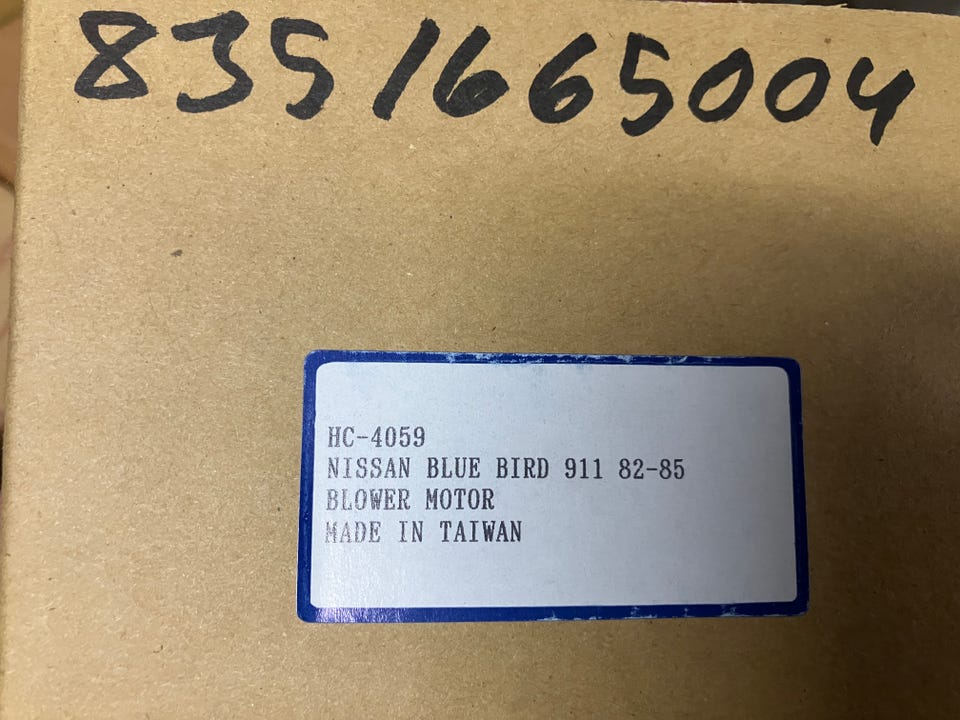 8351665004
HC-4059
NISSAN BLUE BIRD 911 82-85
BLOWER MOTOR
MADE IN TAIWAN